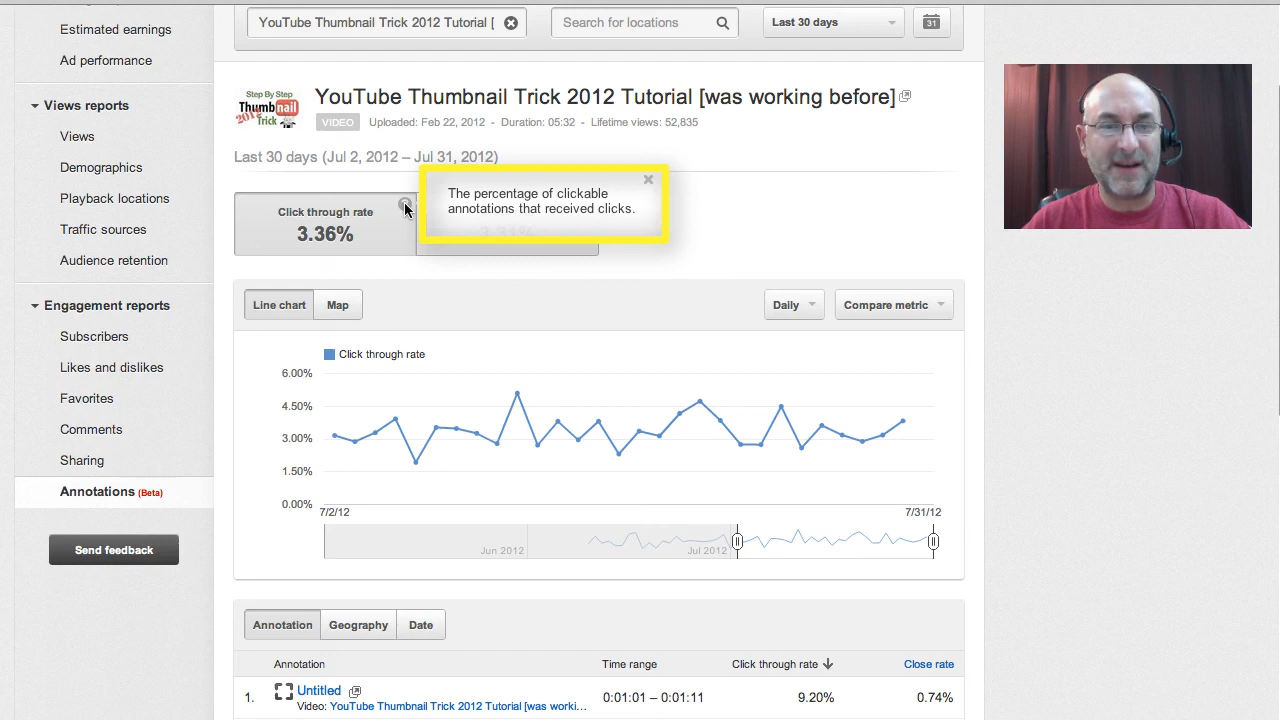 Estimated earnings
Ad performance
Views reports
Views
Demographics
Playback locations
Traffic sources
Audience retention
Engagement reports
Subscribers
Likes and dislikes
Favorites
Comments
Sharing
Annotations (Beta)
Send feedback
YouTube Thumbnail Trick 2012 Tutorial [
Search for locations
Last 30 days
31
Step By Step
Thumbnail
2012 Trick
YouTube Thumbnail Trick 2012 Tutorial [was working before]
VIDEO Uploaded: Feb 22, 2012 - Duration: 05:32 - Lifetime views: 52,835
Last 30 days (Jul 2, 2012 – Jul 31, 2012)
The percentage of clickable
annotations that received clicks.
Click through rate
3.36%
3.31%
Line chart Map
Daily Compare metric
Click through rate
6.00%
4.50%
3.00%
1.50%
0.00%
7/2/12 7/31/12
Jun 2012 Jul 2012
Annotation Geography Date
Annotation Time range Click through rate Close rate
1. Untitled 0:01:01 – 0:01:11 9.20% 0.74%
Video: YouTube Thumbnail Trick 2012 Tutorial [was worki...